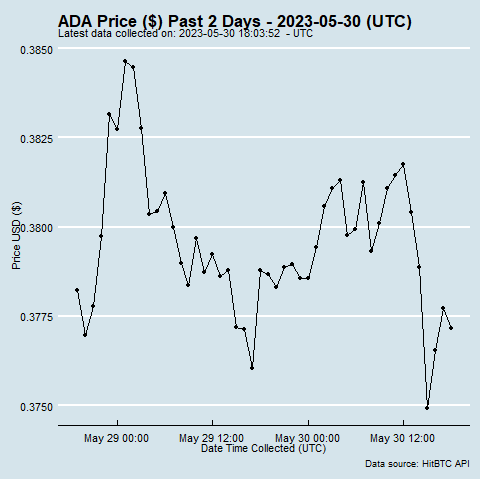 ADA Price ($) Past 2 Days - 2023-05-30 (UTC)
Latest data collected on: 2023-05-30 18:03:52  - UTC
0.3850
0.3825
0.3800
0.3775
0.3750
Price USD ($)
May 29 00:00
May 29 12:00
May 30 00:00
May 30 12:00
Date Time Collected (UTC)
Data source: HitBTC API